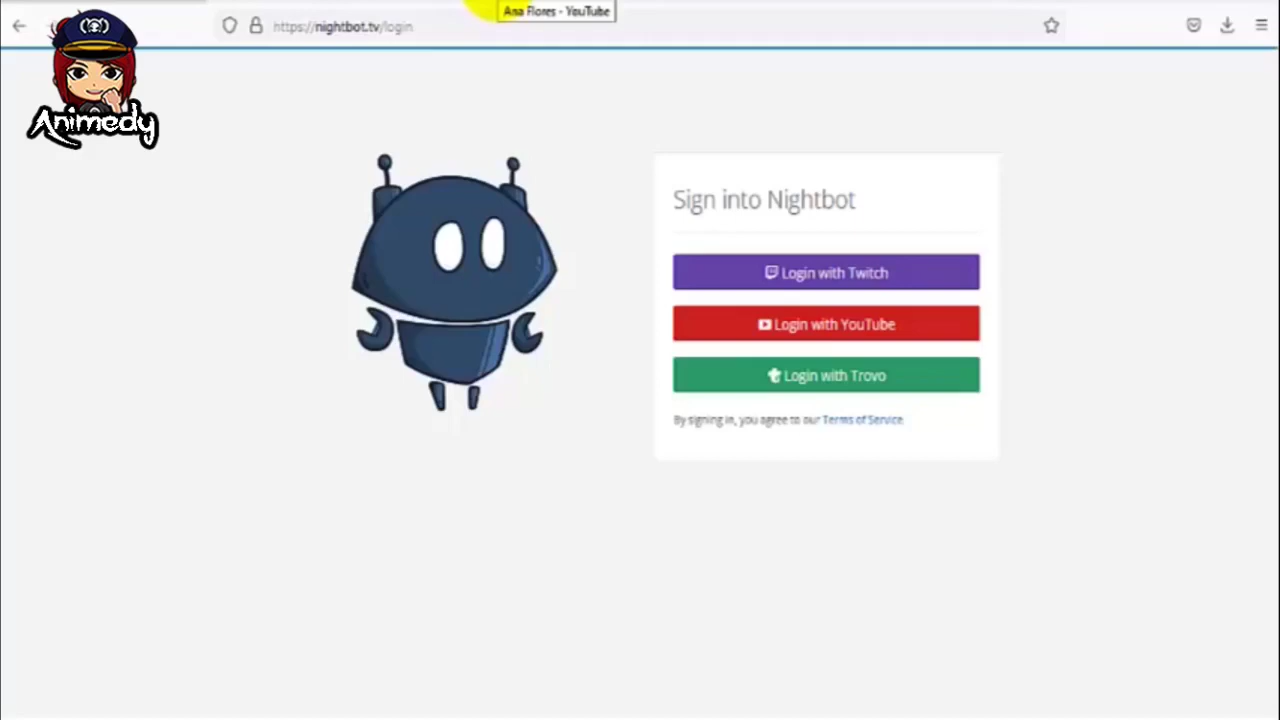 Ana Flores - YouTube
https://nightbot.tv/login
Animedy
Sign into Nightbot
Login with Twitch
Login with YouTube
Login with Trovo
By signing in, you agree to our Terms of Service